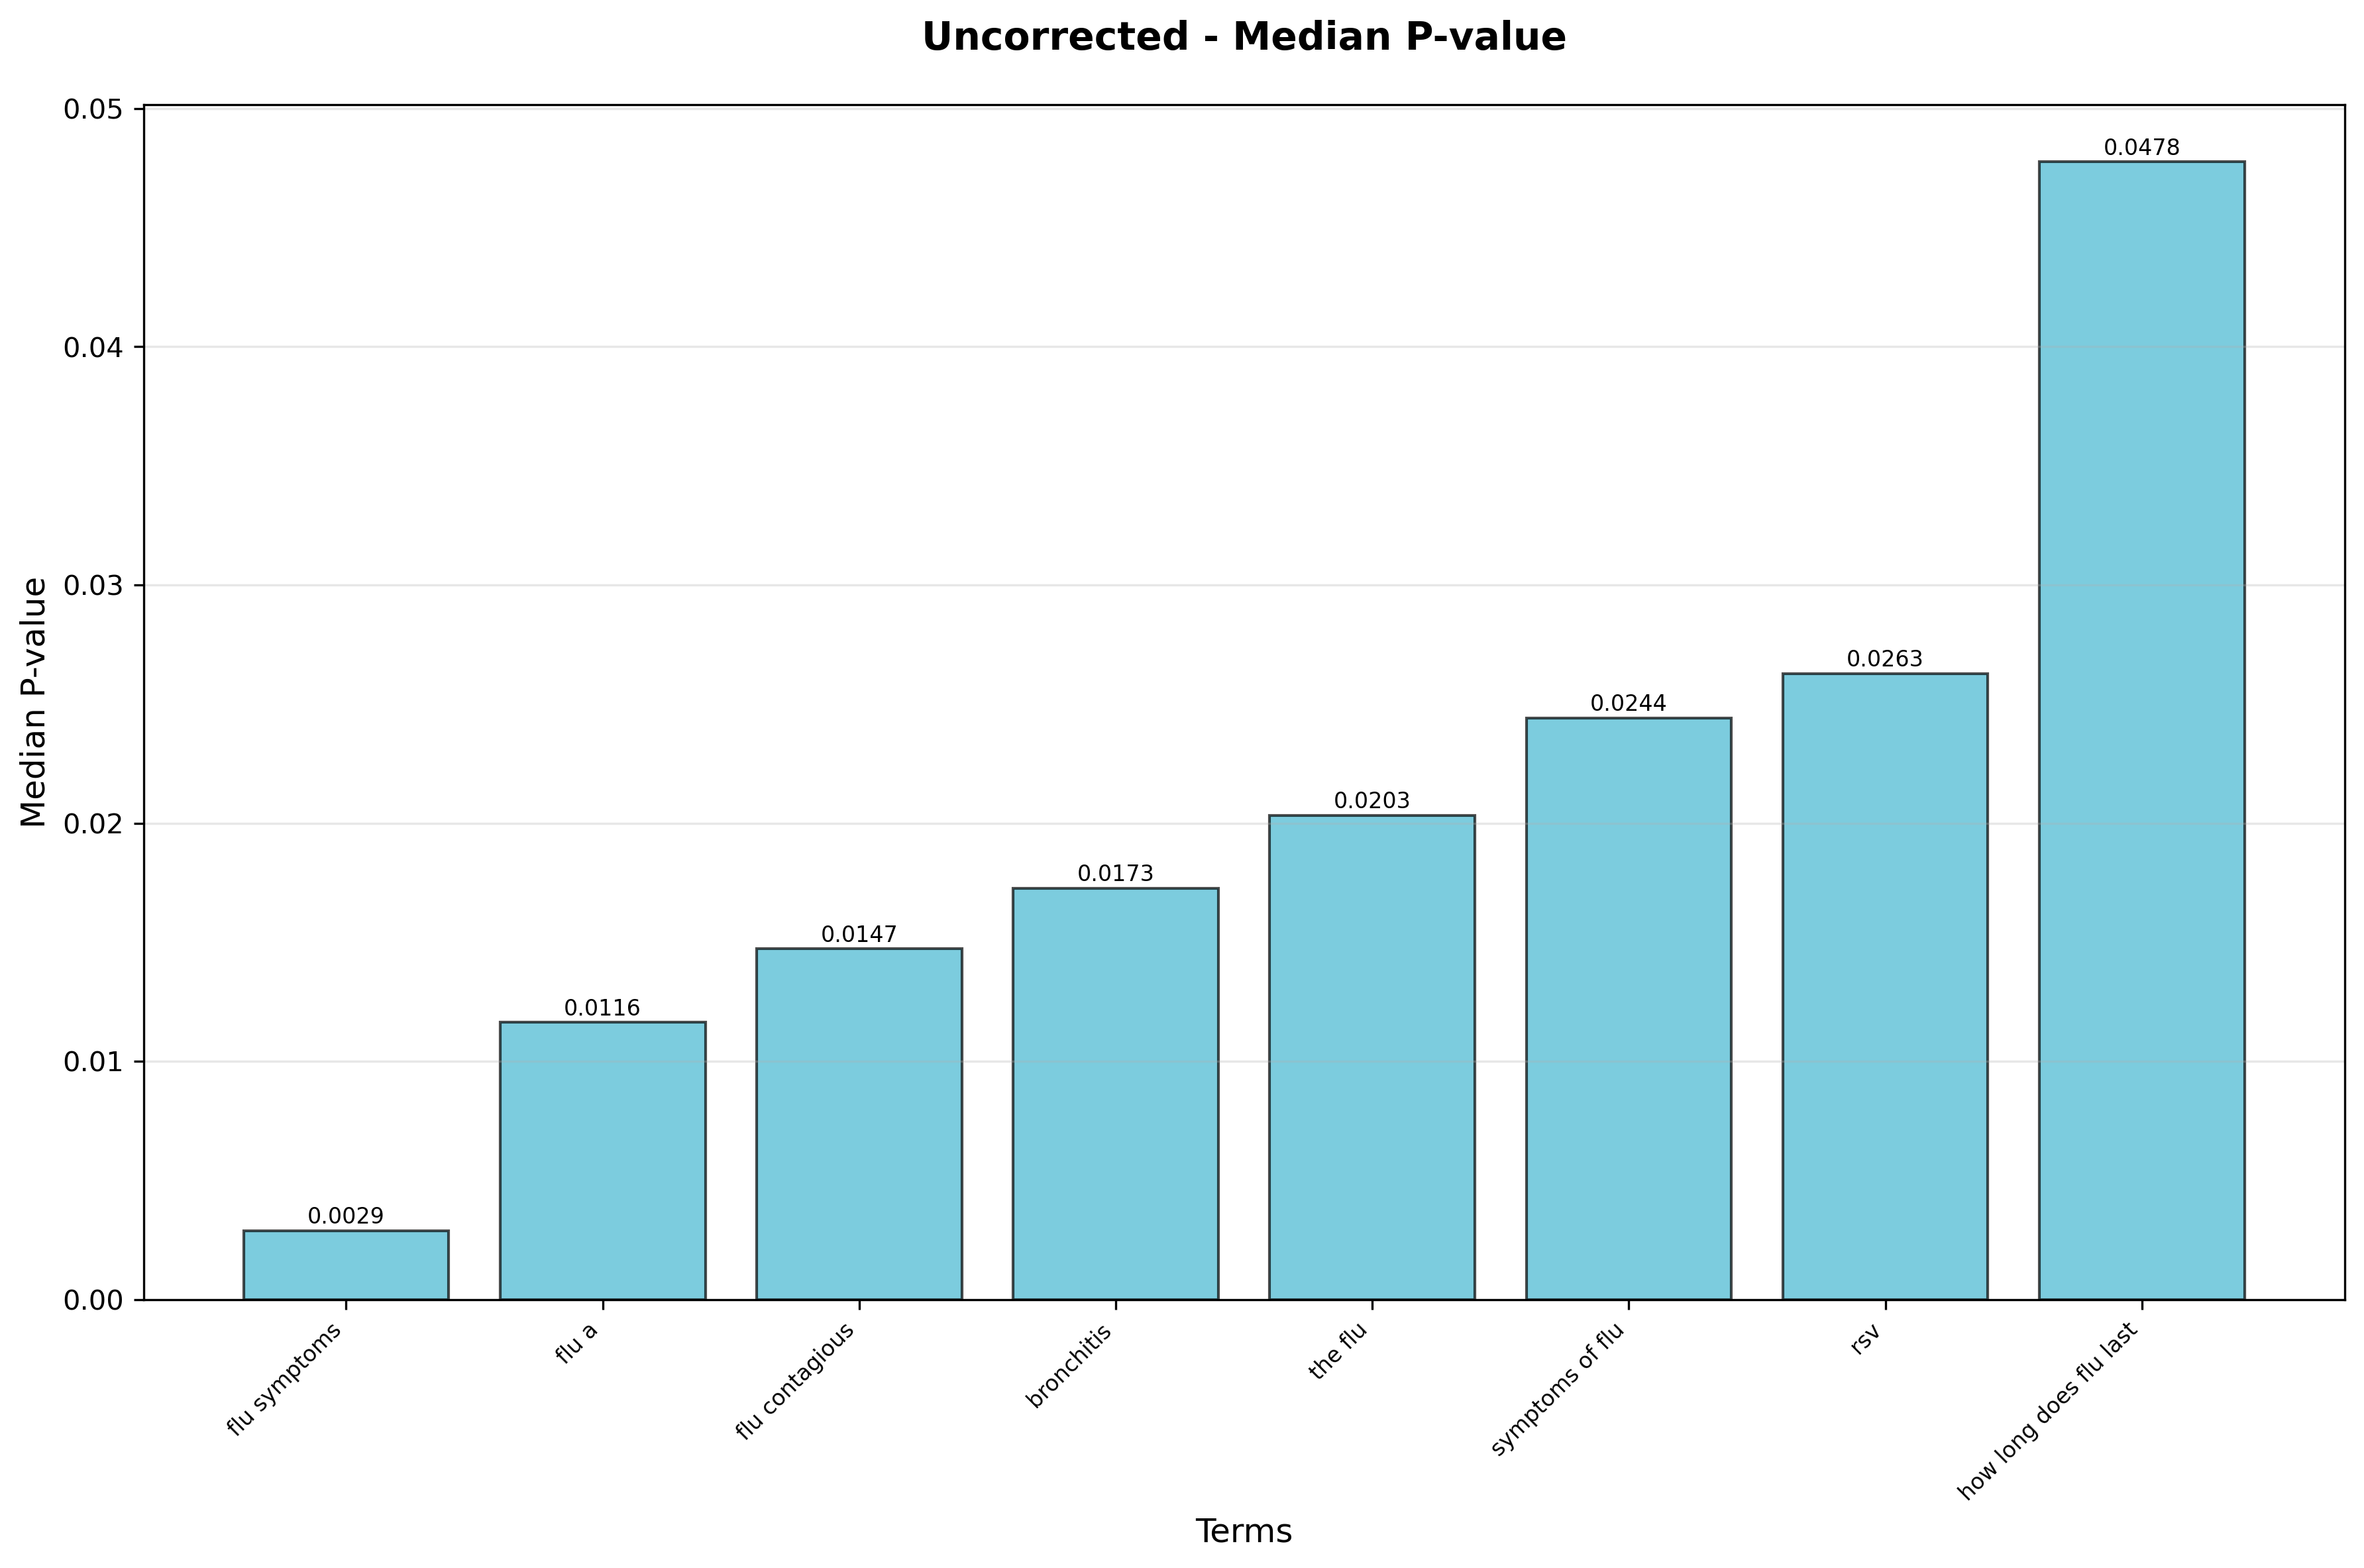 Uncorrected - Median P-value
Median P-value
0.05
0.04
0.03
0.02
0.01
0.00
0.0029
0.0116
0.0147
0.0173
0.0203
0.0244
0.0263
0.0478
flu symptoms
flu a
flu contagious
bronchitis
the flu
symptoms of flu
rsv
how long does flu last
Terms